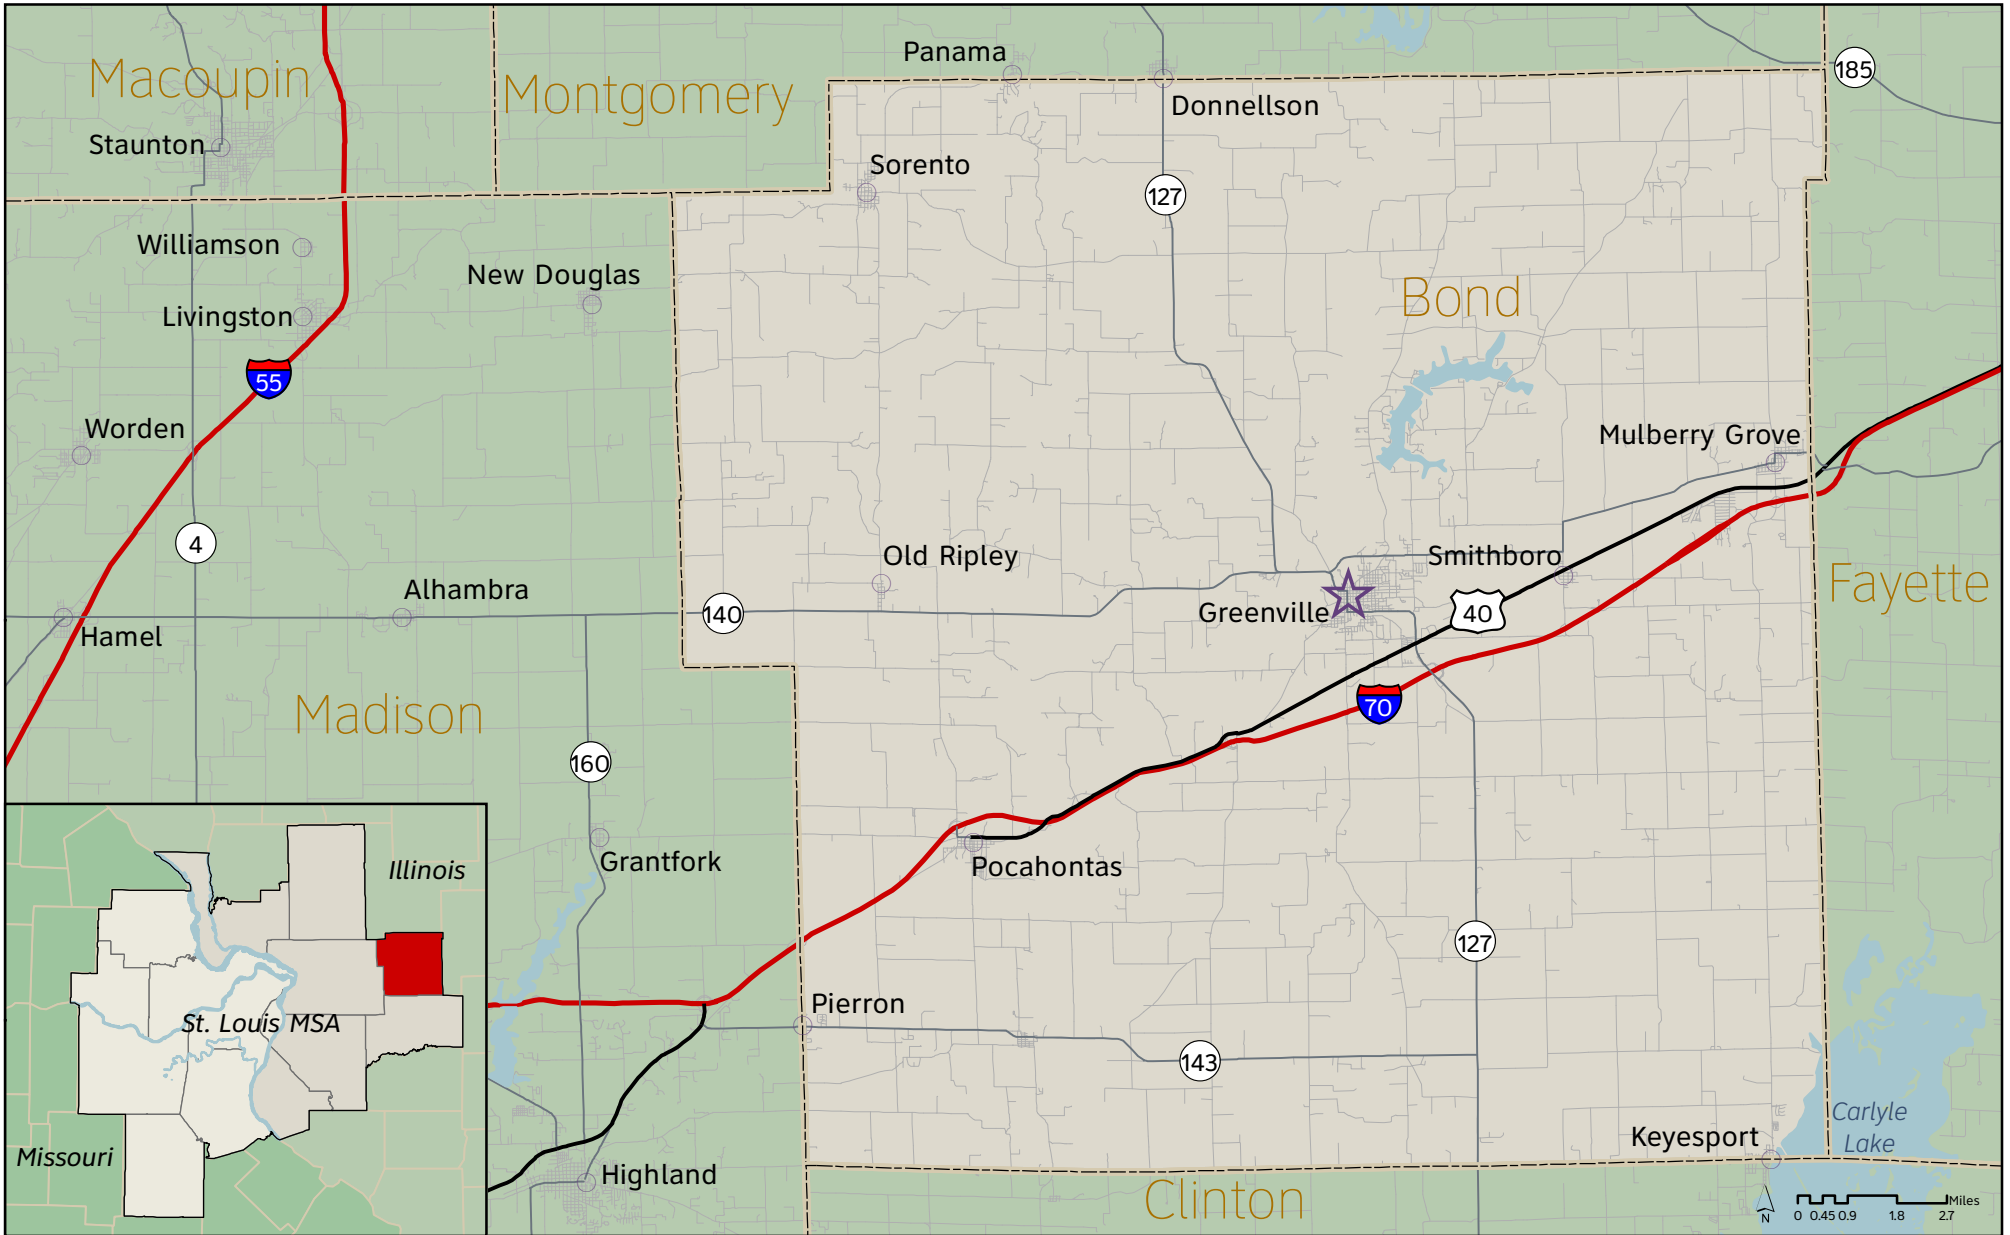 Panama
185
Macoupin
Montgomery
Donnellson
Staunton
Sorento
127
Williamson
New Douglas
Bond
Livingston
55
Worden
Mulberry Grove
4
Old Ripley
Smithboro
Alhambra
Fayette
140
Greenville
40
Hamel
Madison
70
160
Grantfork
Pocahontas
Illinois
127
Pierron
St. Louis MSA
143
Carlyle
Lake
Keyesport
Missouri
Highland
Clinton
N
Miles
0 0.45 0.9 1.8 2.7